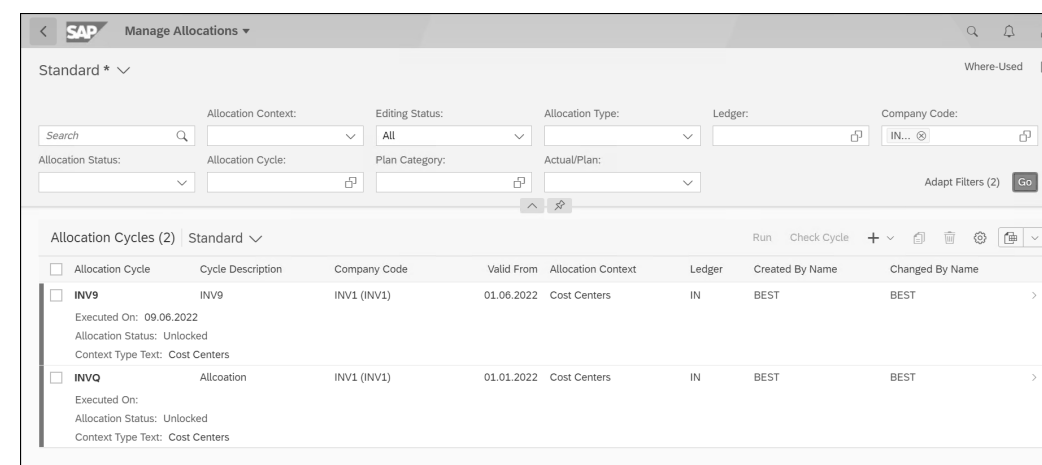 SAP Manage Allocations
Standard * Where-Used
Allocation Context: Editing Status: Allocation Type: Ledger: Company Code:
Search All IN...
Allocation Status: Allocation Cycle: Plan Category: Actual/Plan:
Adapt Filters (2) Go
Allocation Cycles (2) Standard Run Check Cycle
Allocation Cycle Cycle Description Company Code Valid From Allocation Context Ledger Created By Name Changed By Name
INV9 INV9 INV1 (INV1) 01.06.2022 Cost Centers IN BEST BEST
Executed On: 09.06.2022
Allocation Status: Unlocked
Context Type Text: Cost Centers
INVQ Allcoation INV1 (INV1) 01.01.2022 Cost Centers IN BEST BEST
Executed On:
Allocation Status: Unlocked
Context Type Text: Cost Centers